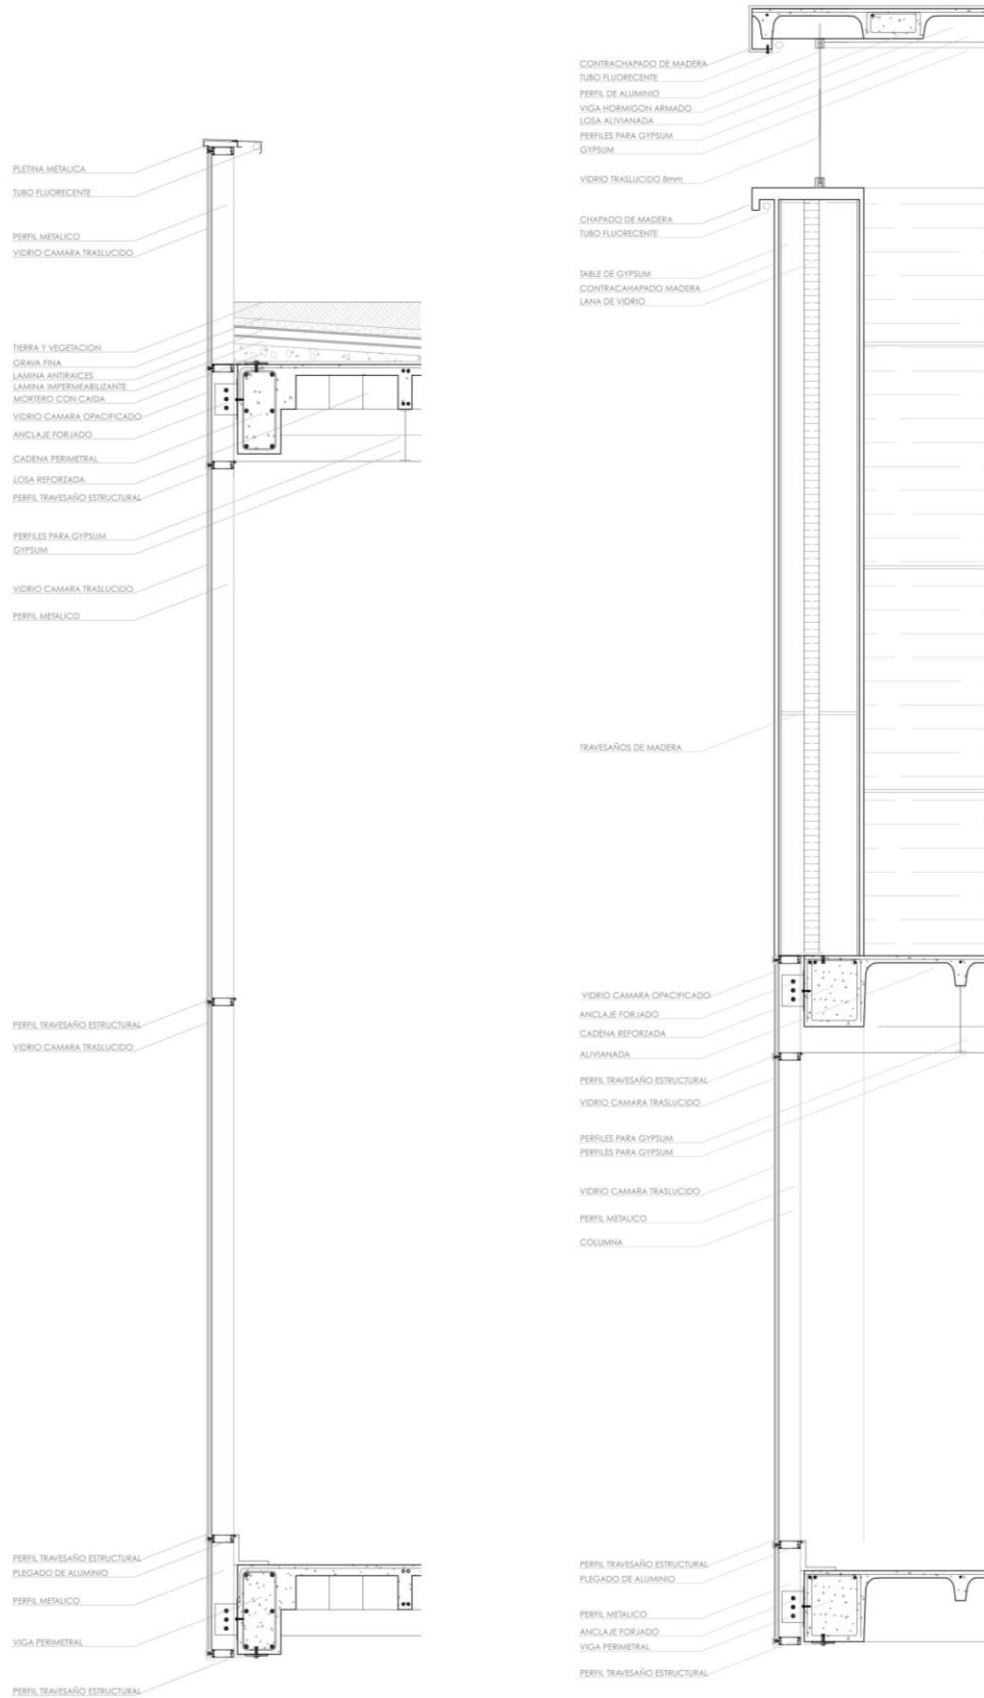 PLETINA METALICA
TUBO FLUORECENTE
PERFIL METALICO
VIDRIO CAMARA TRASLUCIDO
TIERRA Y VEGETACION
GRAVA FINA
LAMINA ANTIRAICES
LAMINA IMPERMEABILIZANTE
MORTERO CON CAIDA
VIDRIO CAMARA OPACIFICADO
ANCLAJE FORJADO
CADENA PERIMETRAL
LOSA REFORZADA
PERFIL TRAVESAÑO ESTRUCTURAL
PERFILES PARA GYPSUM
GYPSUM
VIDRIO CAMARA TRASLUCIDO
PERFIL METALICO
PERFIL TRAVESAÑO ESTRUCTURAL
VIDRIO CAMARA TRASLUCIDO
PERFIL TRAVESAÑO ESTRUCTURAL
PLEGADO DE ALUMINIO
PERFIL METALICO
VIGA PERIMETRAL
PERFIL TRAVESAÑO ESTRUCTURAL
CONTRACHAPADO DE MADERA
TUBO FLUORECENTE
PERFIL DE ALUMINIO
VIGA HORMIGON ARMADO
LOSA ALIVIANADA
PERFILES PARA GYPSUM
GYPSUM
VIDRIO TRASLUCIDO 8mm
CHAPADO DE MADERA
TUBO FLUORECENTE
TABLE DE GYPSUM
CONTRACAHAPADO MADERA
LANA DE VIDRIO
TRAVESAÑOS DE MADERA
VIDRIO CAMARA OPACIFICADO
ANCLAJE FORJADO
CADENA REFORZADA
ALIVIANADA
PERFIL TRAVESAÑO ESTRUCTURAL
VIDRIO CAMARA TRASLUCIDO
PERFILES PARA GYPSUM
PERFILES PARA GYPSUM
VIDRIO CAMARA TRASLUCIDO
PERFIL METALICO
COLUMNA
PERFIL TRAVESAÑO ESTRUCTURAL
PLEGADO DE ALUMINIO
PERFIL METALICO
ANCLAJE FORJADO
VIGA PERIMETRAL
PERFIL TRAVESAÑO ESTRUCTURAL